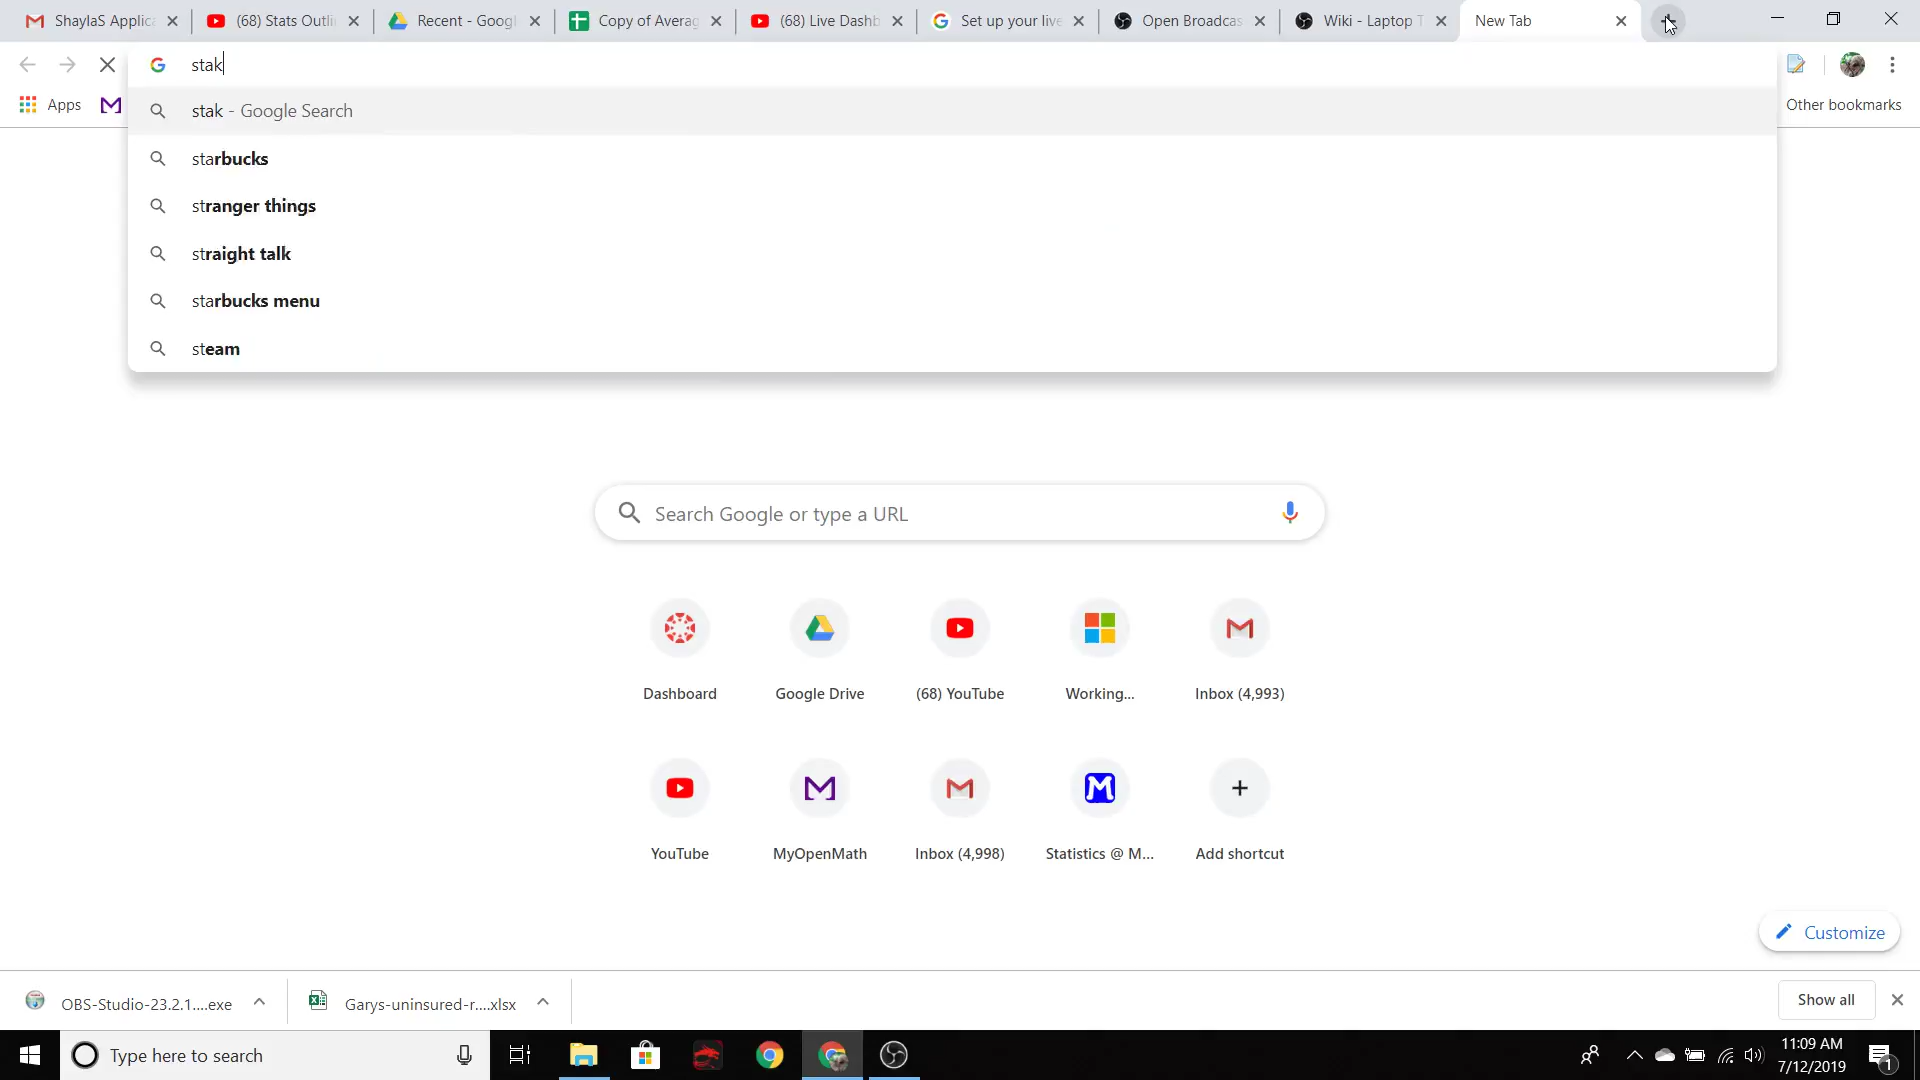 ShaylaS Applica
(68) Stats Outli
Recent - Googl
Copy of Averag
(68) Live Dashb
Set up your live
Open Broadcas
Wiki - Laptop T
New Tab
stak
Apps
Other bookmarks
stak - Google Search
starbucks
stranger things
straight talk
starbucks menu
steam
Search Google or type a URL
Dashboard
Google Drive
(68) YouTube
Working...
Inbox (4,993)
YouTube
MyOpenMath
Inbox (4,998)
Statistics @ M...
Add shortcut
Customize
OBS-Studio-23.2.1....exe
Garys-uninsured-r....xlsx
Show all
Type here to search
11:09 AM
7/12/2019
1